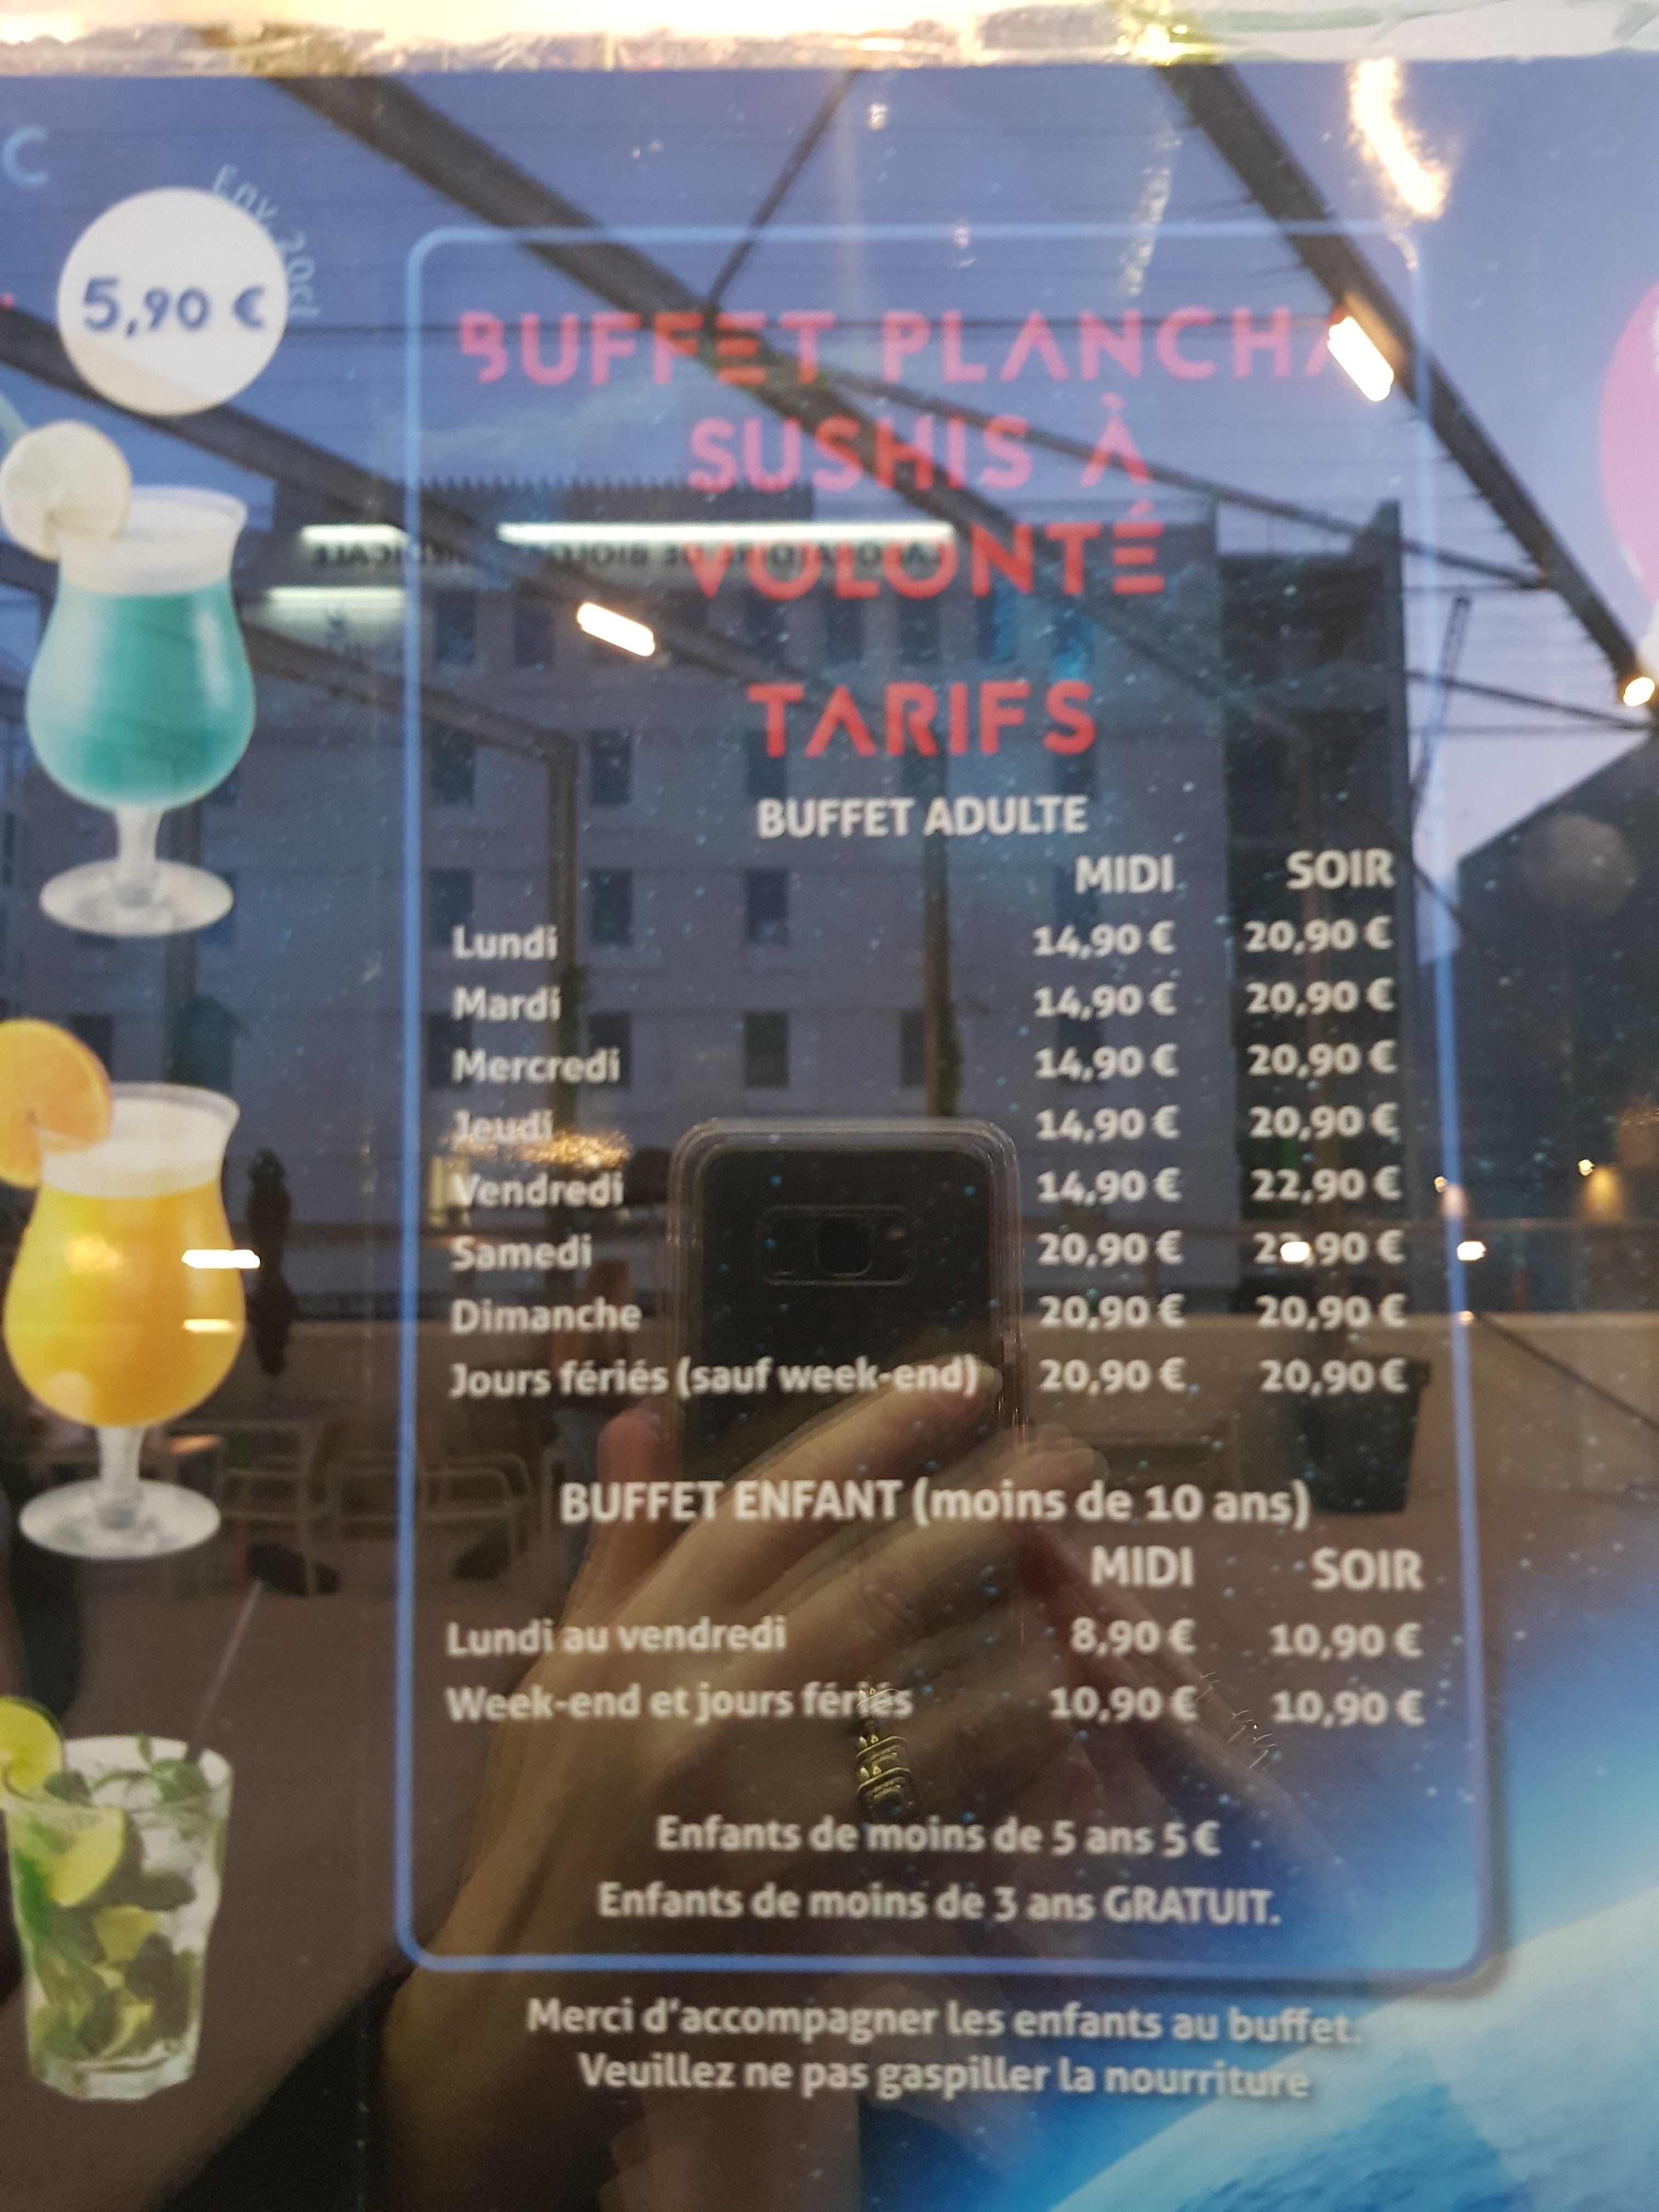 C
Env 29cl
5,90 €
BUFFET PLANCHA
SUSHIS À
VOLONTÉ
TARIFS
BUFFET ADULTE
MIDI SOIR
Lundi 14,90 € 20,90 €
Mardi 14,90 € 20,90 €
Mercredi 14,90 € 20,90 €
Jeudi 14,90 € 20,90 €
Vendredi 14,90 € 22,90 €
Samedi 20,90 € 22,90 €
Dimanche 20,90 € 20,90 €
Jours fériés (sauf week-end) 20,90 € 20,90 €
BUFFET ENFANT (moins de 10 ans)
MIDI SOIR
Lundi au vendredi 8,90 € 10,90 €
Week-end et jours fériés 10,90 € 10,90 €
Enfants de moins de 5 ans 5 €
Enfants de moins de 3 ans GRATUIT.
Merci d'accompagner les enfants au buffet.
Veuillez ne pas gaspiller la nourriture